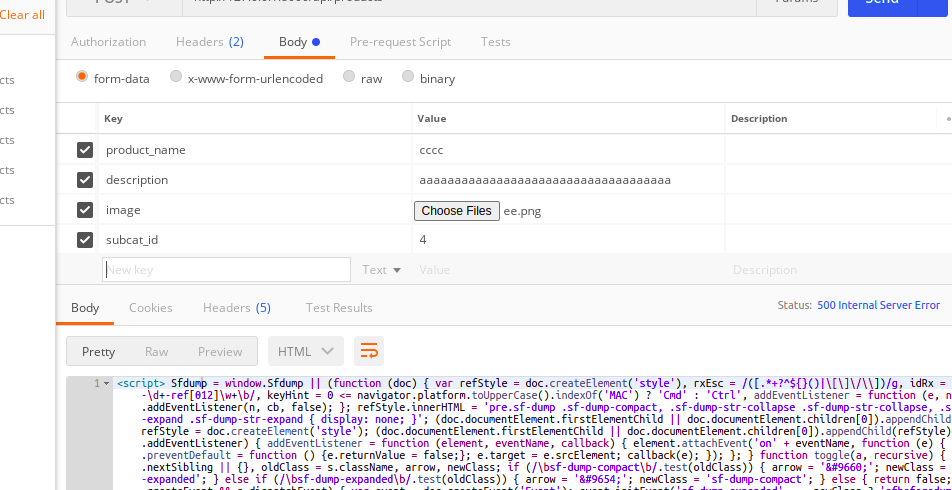 Clear all
Params
Send
Authorization Headers (2) Body Pre-request Script Tests
form-data x-www-form-urlencoded raw binary
Key Value Description
cts product_name cccc
cts description aaaaaaaaaaaaaaaaaaaaaaaaaaaaaaaaaaaa
cts image Choose Files ee.png
cts subcat_id 4
cts
New key Text Value Description
Body Cookies Headers (5) Test Results Status: 500 Internal Server Error
Pretty Raw Preview HTML
1 <script> Sfdump = window.Sfdump || (function (doc) { var refStyle = doc.createElement('style'), rxEsc = /([.*+?^${}()|\[\]\/\\])/g, idRx =
-\d+-ref[012]\w+\b/, keyHint = 0 <= navigator.platform.toUpperCase().indexOf('MAC') ? 'Cmd' : 'Ctrl', addEventListener = function (e, n
.addEventListener(n, cb, false); }; refStyle.innerHTML = 'pre.sf-dump .sf-dump-compact, .sf-dump-str-collapse .sf-dump-str-collapse, .s
-expand .sf-dump-str-expand { display: none; }'; (doc.documentElement.firstElementChild || doc.documentElement.children[0]).appendChild
refStyle = doc.createElement('style'); (doc.documentElement.firstElementChild || doc.documentElement.children[0]).appendChild(refStyle)
.addEventListener) { addEventListener = function (element, eventName, callback) { element.attachEvent('on' + eventName, function (e) {
.preventDefault = function () {e.returnValue = false;}; e.target = e.srcElement; callback(e); }); }; } function toggle(a, recursive) {
.nextSibling || {}, oldClass = s.className, arrow, newClass; if (/\bsf-dump-compact\b/.test(oldClass)) { arrow = '&#9660;'; newClass =
-expanded'; } else if (/\bsf-dump-expanded\b/.test(oldClass)) { arrow = '&#9654;'; newClass = 'sf-dump-compact'; } else { return false